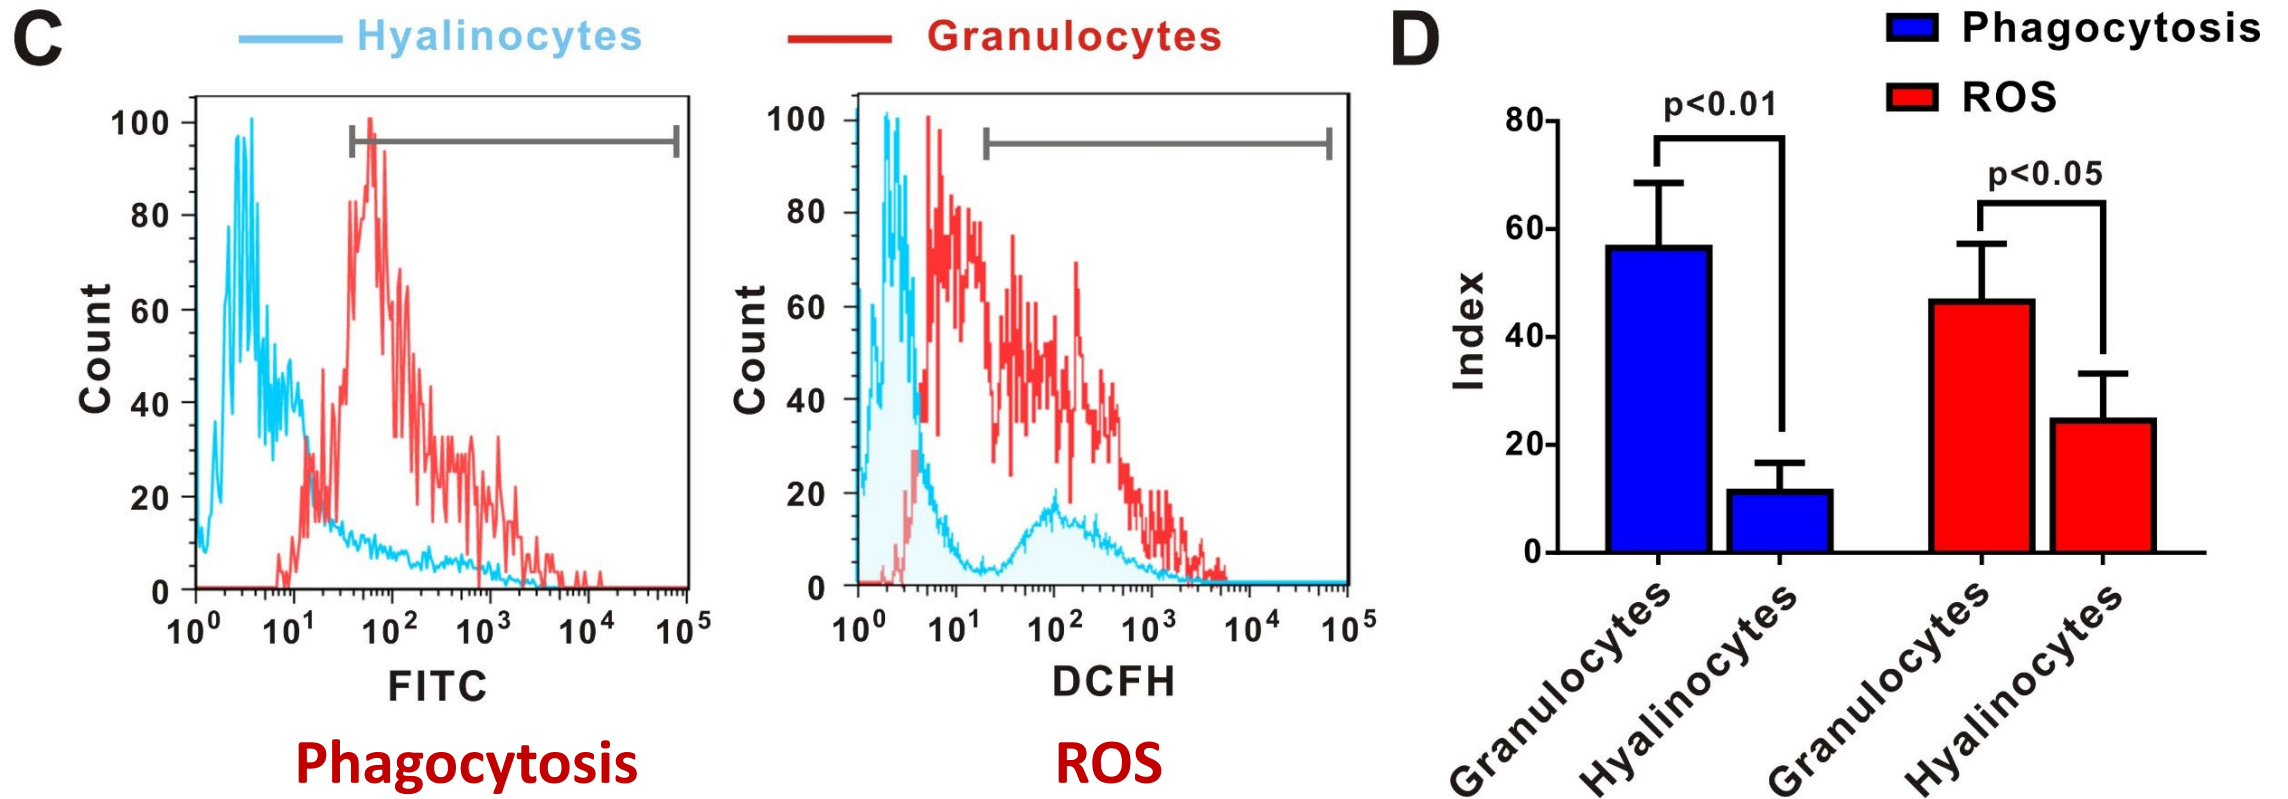 C
Hyalinocytes
Granulocytes
Count
100
80
60
40
20
0
10^0 10^1 10^2 10^3 10^4 10^5
FITC
Phagocytosis
Count
100
80
60
40
20
0
10^0 10^1 10^2 10^3 10^4 10^5
DCFH
ROS
D
Phagocytosis
ROS
p<0.01
p<0.05
Index
80
60
40
20
0
Granulocytes
Hyalinocytes
Granulocytes
Hyalinocytes